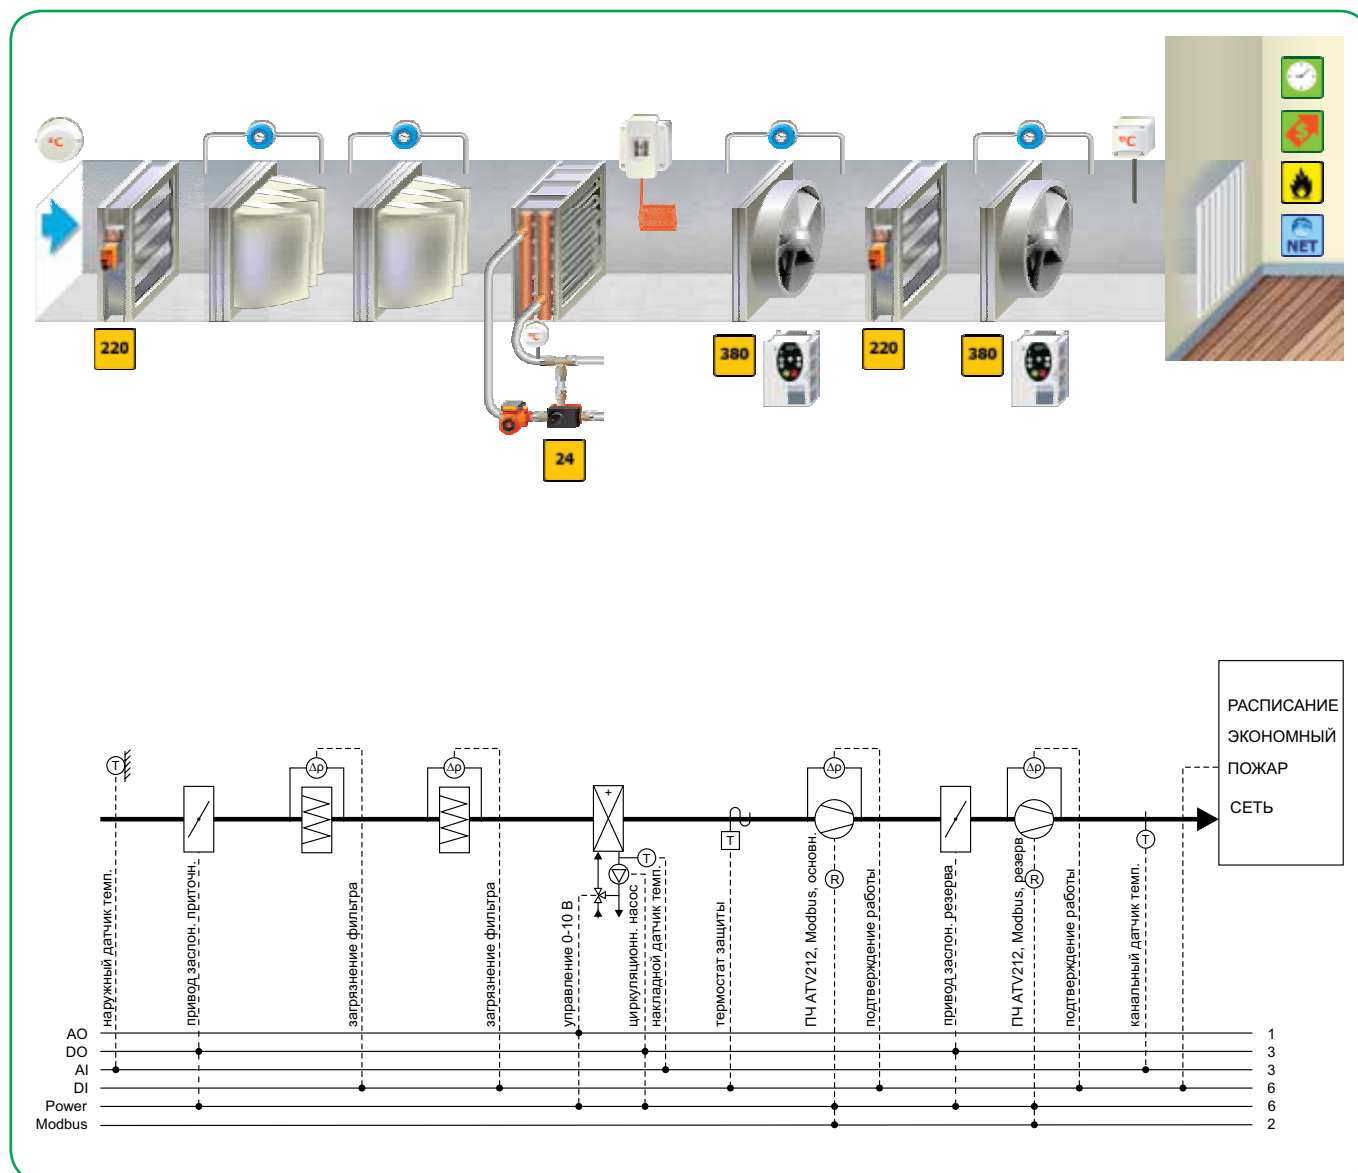 °C
°C
NET
220
380
220
380
°C
24
РАСПИСАНИЕ
ЭКОНОМНЫЙ
ПОЖАР
СЕТЬ
T
Δρ
Δρ
Δρ
Δρ
+
T
T
T
R
R
наружный датчик темп.
привод заслон. приточн.
загрязнение фильтра
загрязнение фильтра
управление 0-10 В
циркуляционн. насос
накладной датчик темп.
термостат защиты
ПЧ ATV212, Modbus, основн.
подтверждение работы
привод заслон. резерва
ПЧ ATV212, Modbus, резерв.
подтверждение работы
канальный датчик темп.
AO 1
DO 3
AI 3
DI 6
Power 6
Modbus 2